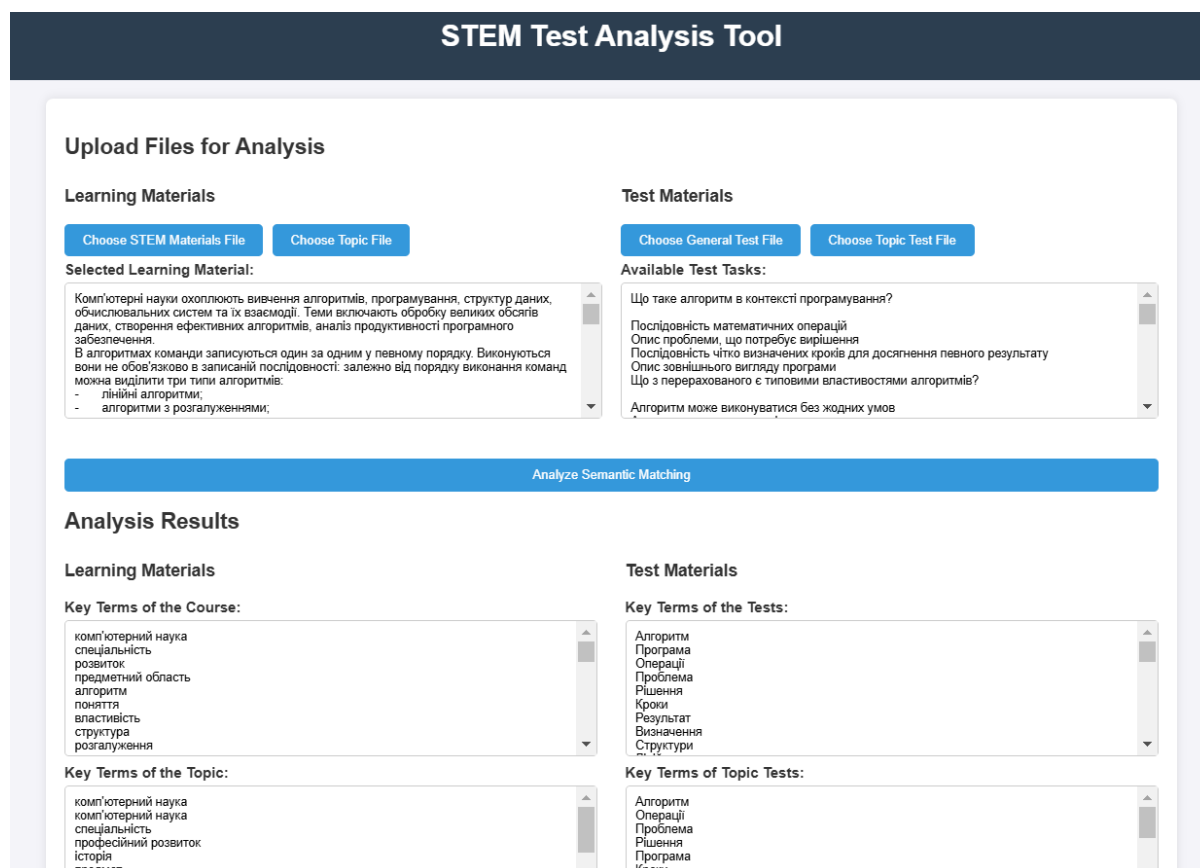 STEM Test Analysis Tool
Upload Files for Analysis
Learning Materials
Choose STEM Materials File
Choose Topic File
Selected Learning Material:
Комп'ютерні науки охоплюють вивчення алгоритмів, програмування, структур даних,
обчислювальних систем та їх взаємодії. Теми включають обробку великих обсягів
даних, створення ефективних алгоритмів, аналіз продуктивності програмного
забезпечення.
В алгоритмах команди записуються один за одним у певному порядку. Виконуються
вони не обов'язково в записаній послідовності: залежно від порядку виконання команд
можна виділити три типи алгоритмів:
- лінійні алгоритми;
- алгоритми з розгалуженнями;
Test Materials
Choose General Test File
Choose Topic Test File
Available Test Tasks:
Що таке алгоритм в контексті програмування?
Послідовність математичних операцій
Опис проблеми, що потребує вирішення
Послідовність чітко визначених кроків для досягнення певного результату
Опис зовнішнього вигляду програми
Що з перерахованого є типовими властивостями алгоритмів?
Алгоритм може виконуватися без жодних умов
Analyze Semantic Matching
Analysis Results
Learning Materials
Key Terms of the Course:
комп'ютерний наука
спеціальність
розвиток
предметний область
алгоритм
поняття
властивість
структура
розгалуження
Key Terms of the Topic:
комп'ютерний наука
комп'ютерний наука
спеціальність
професійний розвиток
історія
Test Materials
Key Terms of the Tests:
Алгоритм
Програма
Операції
Проблема
Рішення
Кроки
Результат
Визначення
Структури
Key Terms of Topic Tests:
Алгоритм
Операції
Проблема
Рішення
Програма